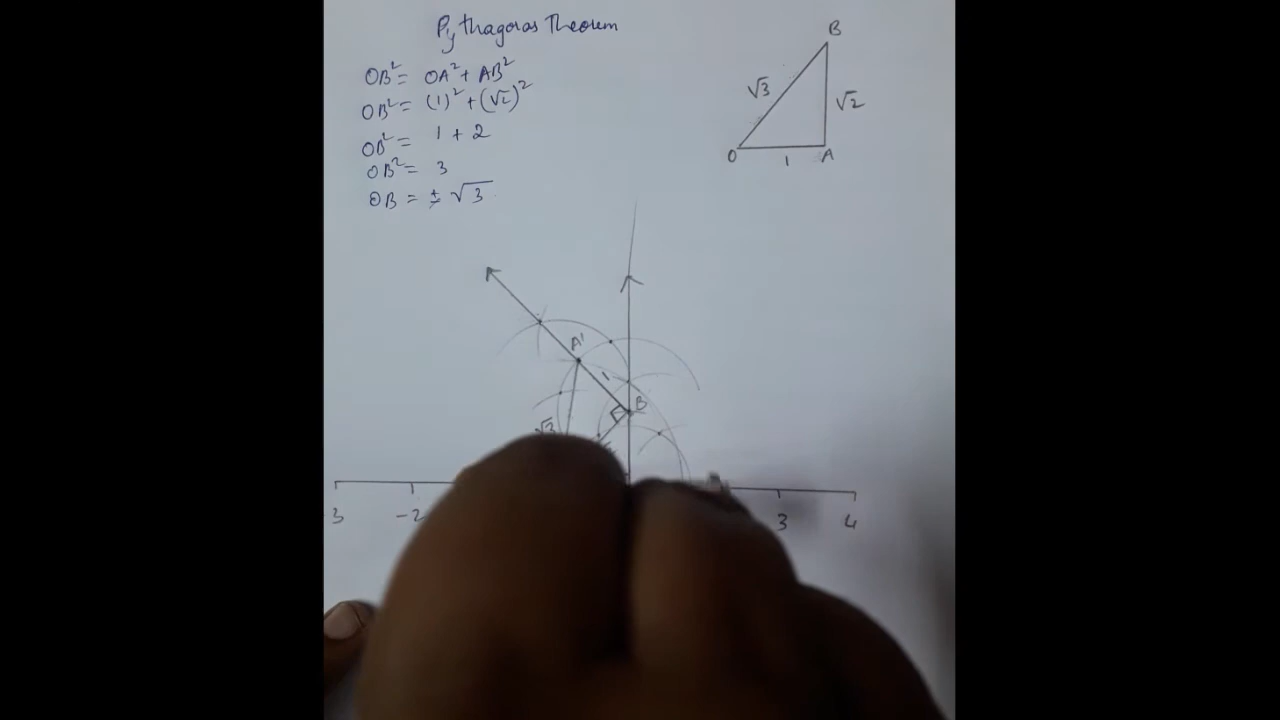 Pythagoras Theorem
OB² = OA² + AB²
OB² = (1)² + (√2)²
OB² = 1 + 2
OB² = 3
OB = ± √3
B
√3
√2
O
1
A
A'
1
B
√3
3
-2
3
4